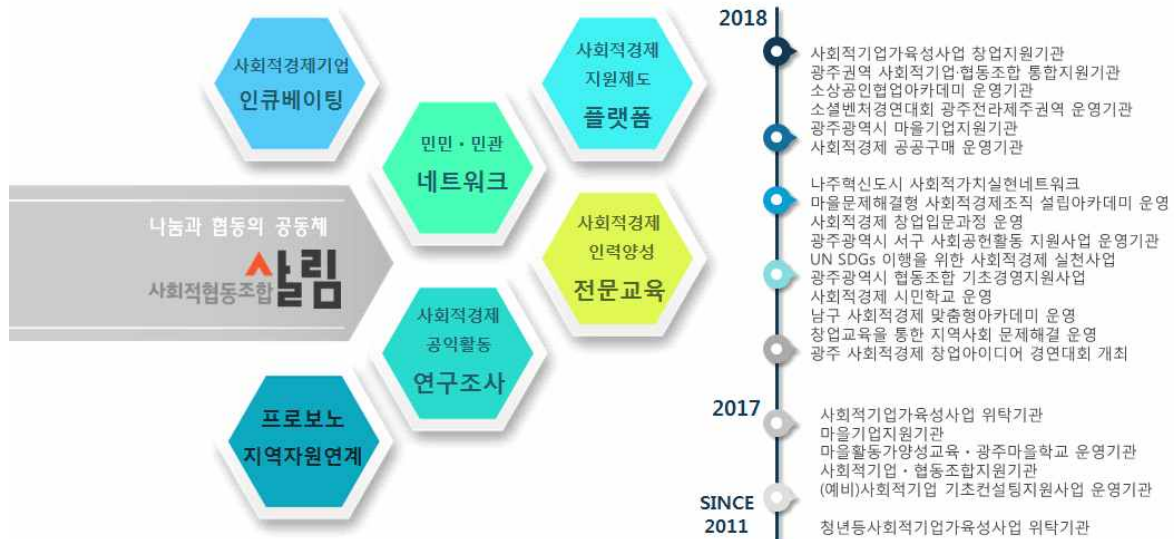 나눔과 협동의 공동체
사회적협동조합 살림
사회적경제기업
인큐베이팅
사회적경제
지원제도
플랫폼
민민・민관
네트워크
사회적경제
인력양성
전문교육
사회적경제
공익활동
연구조사
프로보노
지역자원연계
2018
사회적기업가육성사업 창업지원기관
광주권역 사회적기업·협동조합 통합지원기관
소상공인협업아카데미 운영기관
소셜벤처경연대회 광주전라제주권역 운영기관
광주광역시 마을기업지원기관
사회적경제 공공구매 운영기관
나주혁신도시 사회적가치실현네트워크
마을문제해결형 사회적경제조직 설립아카데미 운영
사회적경제 창업입문과정 운영
광주광역시 서구 사회공헌활동 지원사업 운영기관
UN SDGs 이행을 위한 사회적경제 실천사업
광주광역시 협동조합 기초경영지원사업
사회적경제 시민학교 운영
남구 사회적경제 맞춤형아카데미 운영
창업교육을 통한 지역사회 문제해결 운영
광주 사회적경제 창업아이디어 경연대회 개최
2017
사회적기업가육성사업 위탁기관
마을기업지원기관
마을활동가양성교육・광주마을학교 운영기관
사회적기업・협동조합지원기관
(예비)사회적기업 기초컨설팅지원사업 운영기관
SINCE
2011
청년등사회적기업가육성사업 위탁기관